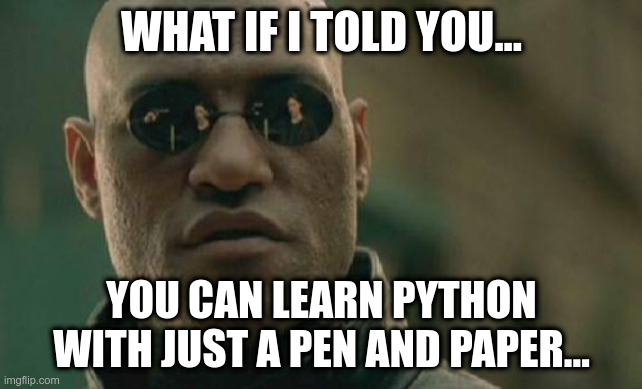 WHAT IF I TOLD YOU...
YOU CAN LEARN PYTHON
WITH JUST A PEN AND PAPER...
imgflip.com